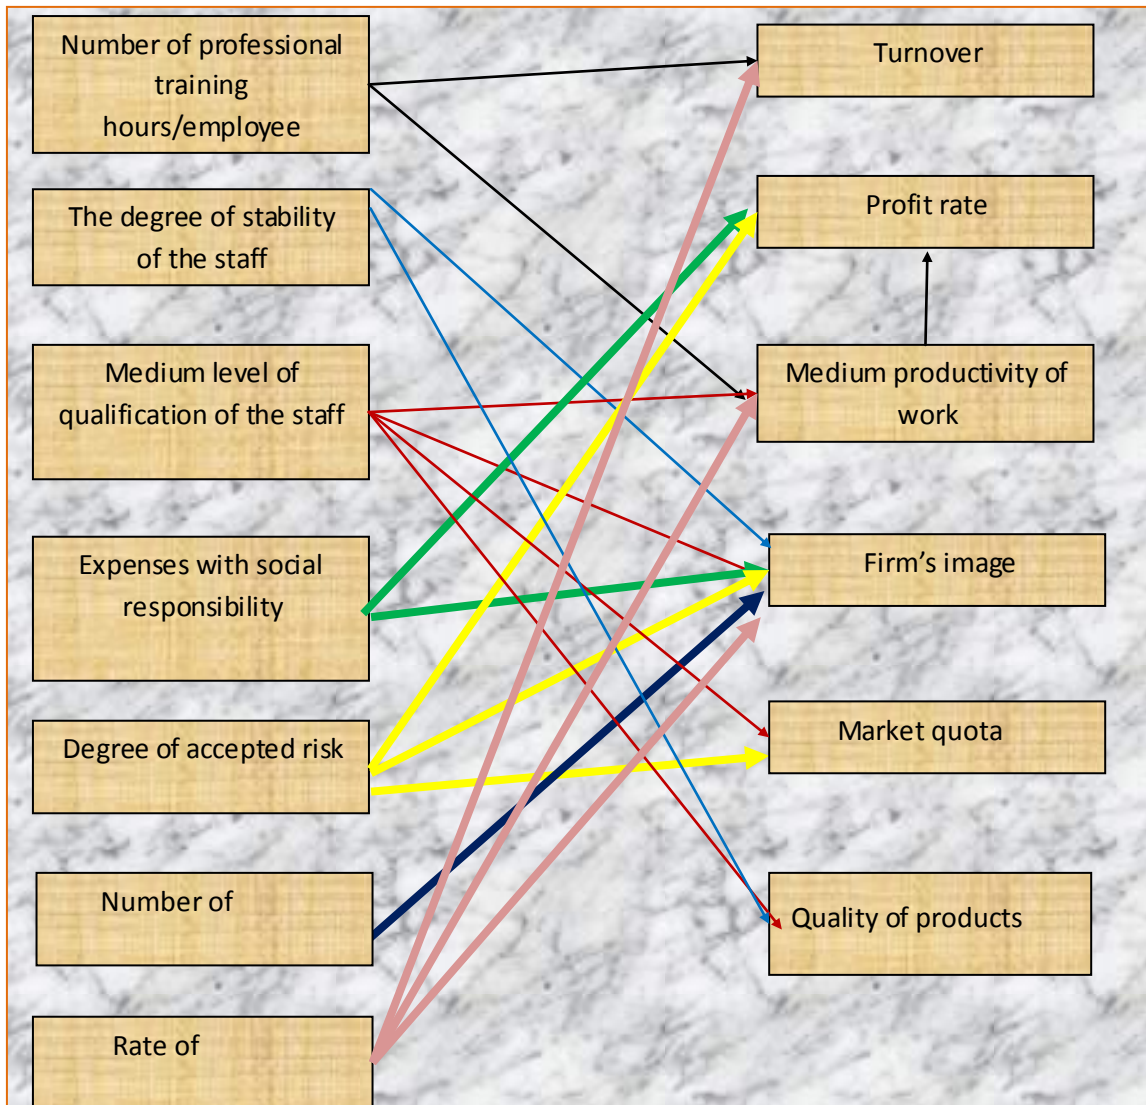 Number of professional
training
hours/employee
The degree of stability
of the staff
Medium level of
qualification of the staff
Expenses with social
responsibility
Degree of accepted risk
Number of
Rate of
Turnover
Profit rate
Medium productivity of
work
Firm’s image
Market quota
Quality of products